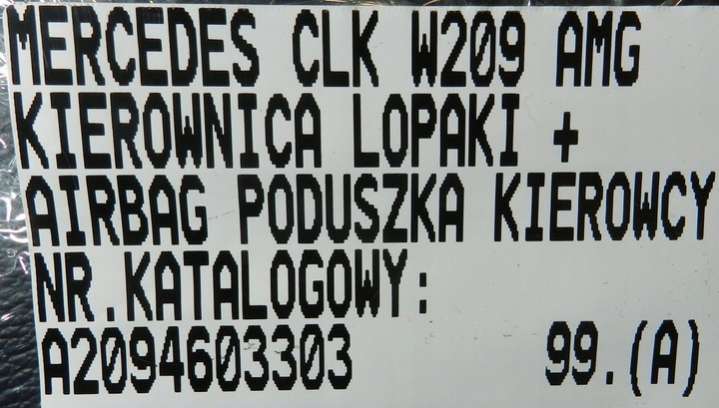 MERCEDES CLK W209 AMG
KIEROWNICA LOPAKI +
AIRBAG PODUSZKA KIEROWCY
NR.KATALOGOWY:
A2094603303 99.(A)